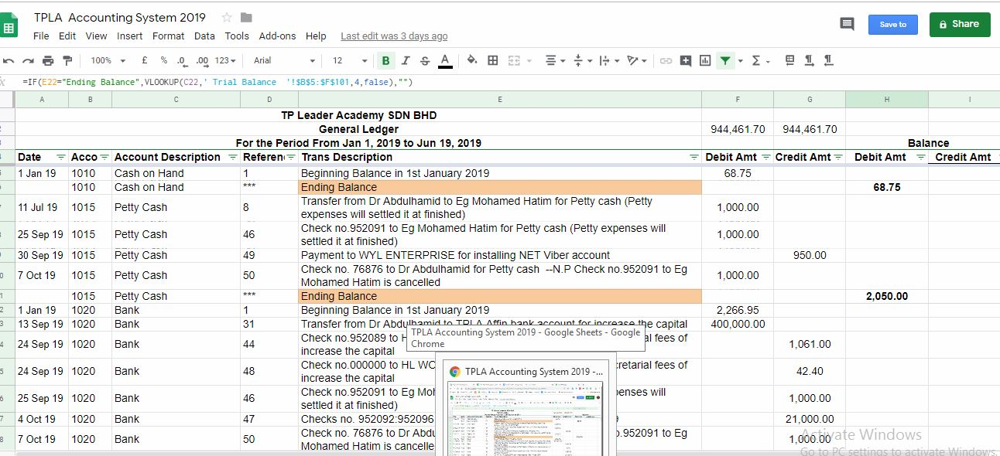 TPLA Accounting System 2019
File Edit View Insert Format Data Tools Add-ons Help Last edit was 3 days ago
Save to
Share
100% £ % .0 .00 123 Arial 12 B I S A
=IF(E22="Ending Balance",VLOOKUP(C22,' Trial Balance '!$B$5:$F$101,4,false),"")
A B C D E F G H I
TP Leader Academy SDN BHD
2 General Ledger 944,461.70 944,461.70
3 For the Period From Jan 1, 2019 to Jun 19, 2019 Balance
4 Date Acco Account Description Referen Trans Description Debit Amt Credit Amt Debit Amt Credit Amt
1 Jan 19 1010 Cash on Hand 1 Beginning Balance in 1st January 2019 68.75
1010 Cash on Hand *** Ending Balance 68.75
11 Jul 19 1015 Petty Cash 8 Transfer from Dr Abdulhamid to Eg Mohamed Hatim for Petty cash (Petty 1,000.00
expenses will settled it at finished)
25 Sep 19 1015 Petty Cash 46 Check no.952091 to Eg Mohamed Hatim for Petty cash (Petty expenses will 1,000.00
settled it at finished)
30 Sep 19 1015 Petty Cash 49 Payment to WYL ENTERPRISE for installing NET Viber account 950.00
0 7 Oct 19 1015 Petty Cash 50 Check no. 76876 to Dr Abdulhamid for Petty cash --N.P Check no.952091 to Eg 1,000.00
Mohamed Hatim is cancelled
1 1015 Petty Cash *** Ending Balance 2,050.00
2 1 Jan 19 1020 Bank 1 Beginning Balance in 1st January 2019 2,266.95
3 13 Sep 19 1020 Bank 31 Transfer from Dr Abdulhamid to TPLA Affin bank account for increase the capital 400,000.00
4 24 Sep 19 1020 Bank 44 Check no.952089 to H al fees of 1,061.00
increase the capital
5 24 Sep 19 1020 Bank 48 Check no.000000 to HL WO cretarial fees of 42.40
increase the capital
6 25 Sep 19 1020 Bank 46 Check no.952091 to Eg Moh enses will 1,000.00
settled it at finished)
7 4 Oct 19 1020 Bank 47 Checks no. 952092:952096 21,000.00
8 7 Oct 19 1020 Bank 50 Check no. 76876 to Dr Abdu .952091 to Eg 1,000.00
Mohamed Hatim is cancelle
TPLA Accounting System 2019 - Google Sheets - Google
Chrome
TPLA Accounting System 2019 -...
Activate Windows
Go to PC settings to activate Windows.